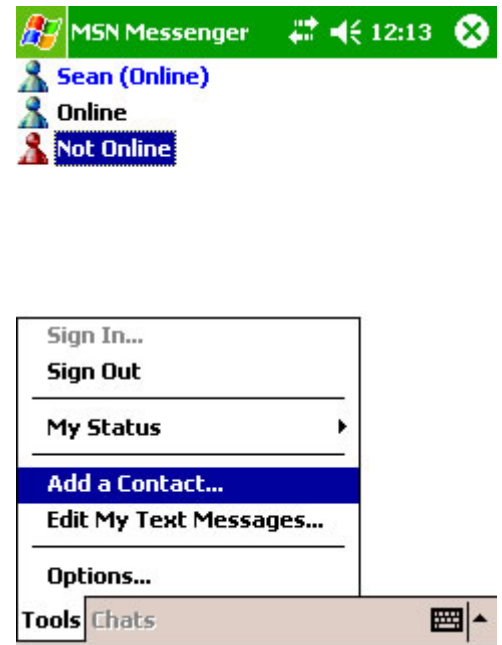 MSN Messenger 12:13
Sean (Online)
Online
Not Online
Sign In...
Sign Out
My Status
Add a Contact...
Edit My Text Messages...
Options...
Tools Chats